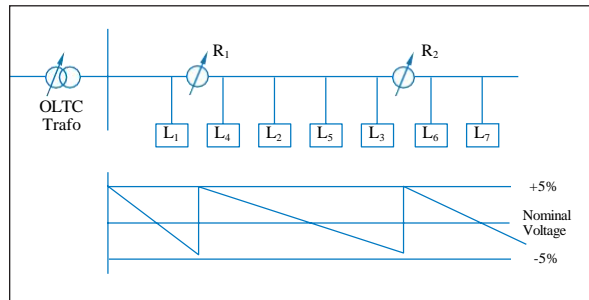 R₁
R₂
OLTC
Trafo
L₁
L₄
L₂
L₅
L₃
L₆
L₇
+5%
Nominal
Voltage
-5%